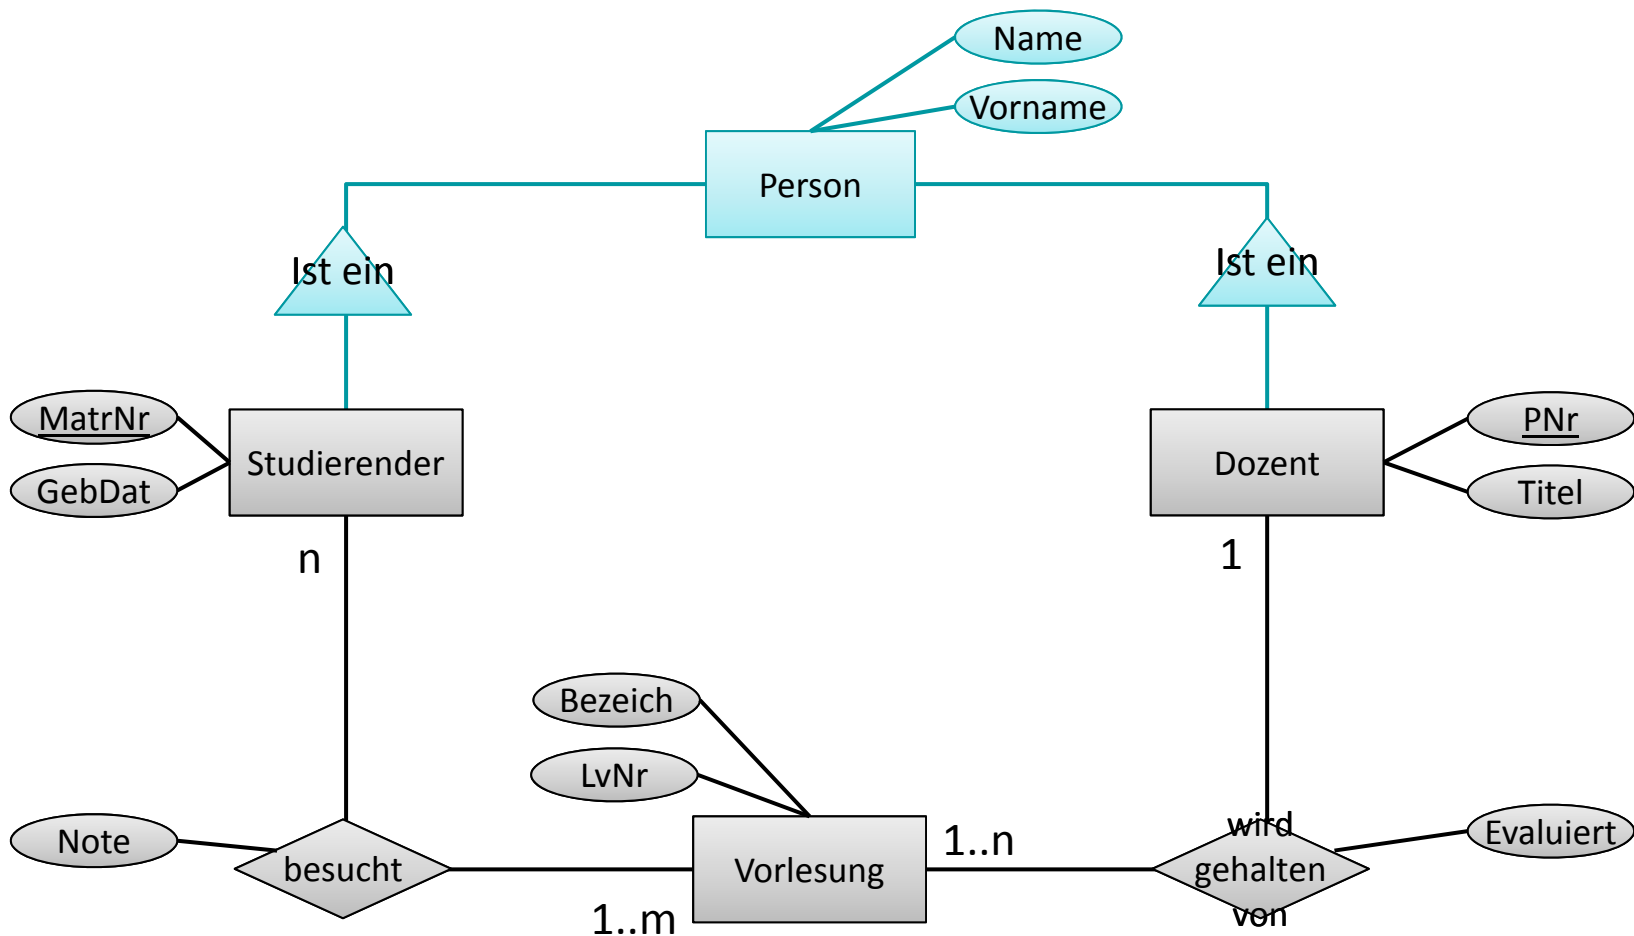 Name
Vorname
Person
Ist ein
Ist ein
MatrNr
GebDat
Studierender
Dozent
PNr
Titel
n
1
Bezeich
LvNr
Note
besucht
1..m
Vorlesung
1..n
wird
gehalten
von
Evaluiert